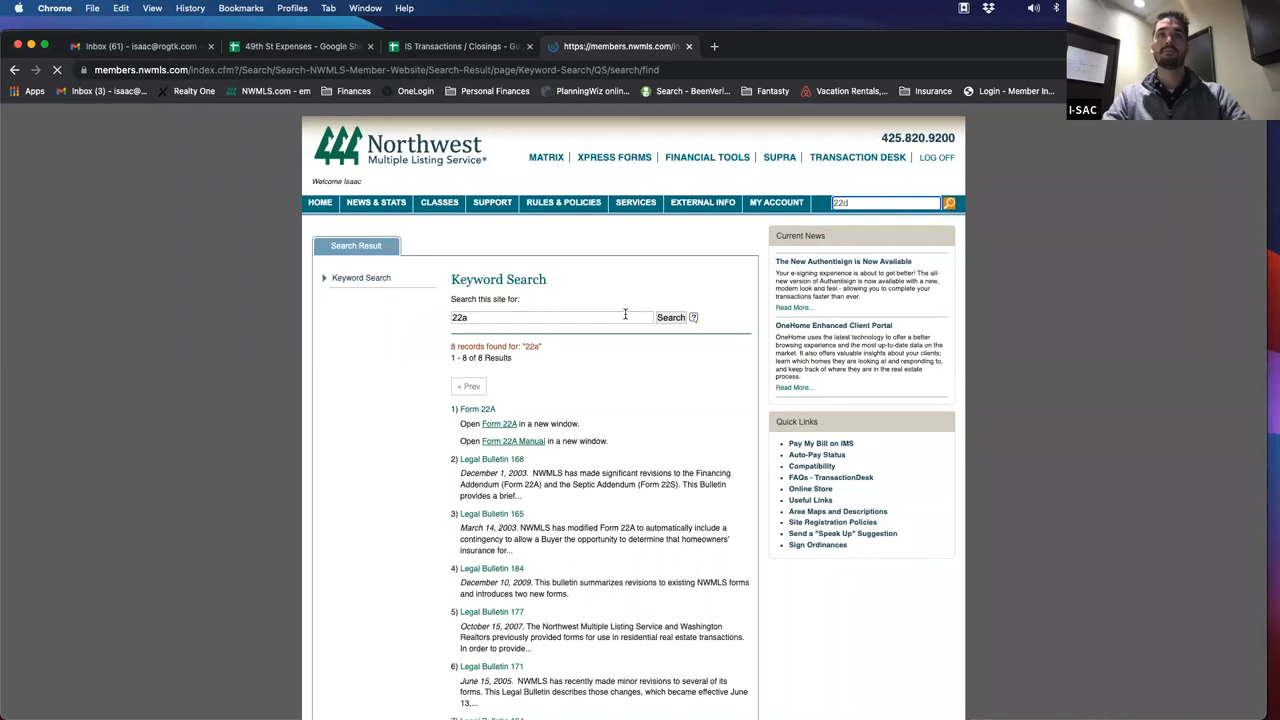 Inbox (61) - isaac@rogtk.com
49th St Expenses - Google She
IS Transactions / Closings - Go
https://members.nwmls.com/in
members.nwmls.com/index.cfm?/Search/Search-NWMLS-Member-Website/Search-Result/page/Keyword-Search/QS/search/find
Apps
Inbox (3) - isaac@...
Realty One
NWMLS.com - em...
Finances
OneLogin
PlanningWiz onlin...
Search - BeenVer...
Fantasty
Vacation Rentals,...
Insurance
Login - Member In...
I-SAC
Northwest
Multiple Listing Service®
425.820.9200
MATRIX | XPRESS FORMS | FINANCIAL TOOLS | SUPRA | TRANSACTION DESK | LOG OFF
Welcome Isaac
HOME
NEWS & STATS
CLASSES
SUPPORT
RULES & POLICIES
SERVICES
EXTERNAL INFO
MY ACCOUNT
22d
Search Result
Keyword Search
Keyword Search
Search this site for:
22a
Search
?
8 records found for: "22a"
1 - 8 of 8 Results
« Prev
1) Form 22A
Open Form 22A in a new window.
Open Form 22A Manual in a new window.
2) Legal Bulletin 168
December 1, 2003. NWMLS has made significant revisions to the Financing
Addendum (Form 22A) and the Septic Addendum (Form 22S). This Bulletin
provides a brief...
3) Legal Bulletin 165
March 14, 2003. NWMLS has modified Form 22A to automatically include a
contingency to allow a Buyer the opportunity to determine that homeowners'
insurance for...
4) Legal Bulletin 184
December 10, 2009. This bulletin summarizes revisions to existing NWMLS forms
and introduces two new forms.
5) Legal Bulletin 177
October 15, 2007. The Northwest Multiple Listing Service and Washington
Realtors previously provided forms for use in residential real estate transactions.
In order to provide...
6) Legal Bulletin 171
June 15, 2005. NWMLS has recently made minor revisions to several of its
forms. This Legal Bulletin describes those changes, which became effective June
13,...
Current News
The New Authentisign is Now Available
Your e-signing experience is about to get better! The all-
new version of Authentisign is now available with a new,
modern look and feel - allowing you to complete your
transactions faster than ever.
Read More...
OneHome Enhanced Client Portal
OneHome uses the latest technology to offer a better
browsing experience and the most up-to-date data on the
market. It also offers valuable insights about your clients;
learn which homes they are looking at and responding to,
and keep track of where they are in the real estate
process.
Read More...
Quick Links
Pay My Bill on IMS
Auto-Pay Status
Compatibility
FAQs - TransactionDesk
Online Store
Useful Links
Area Maps and Descriptions
Site Registration Policies
Send a "Speak Up" Suggestion
Sign Ordinances